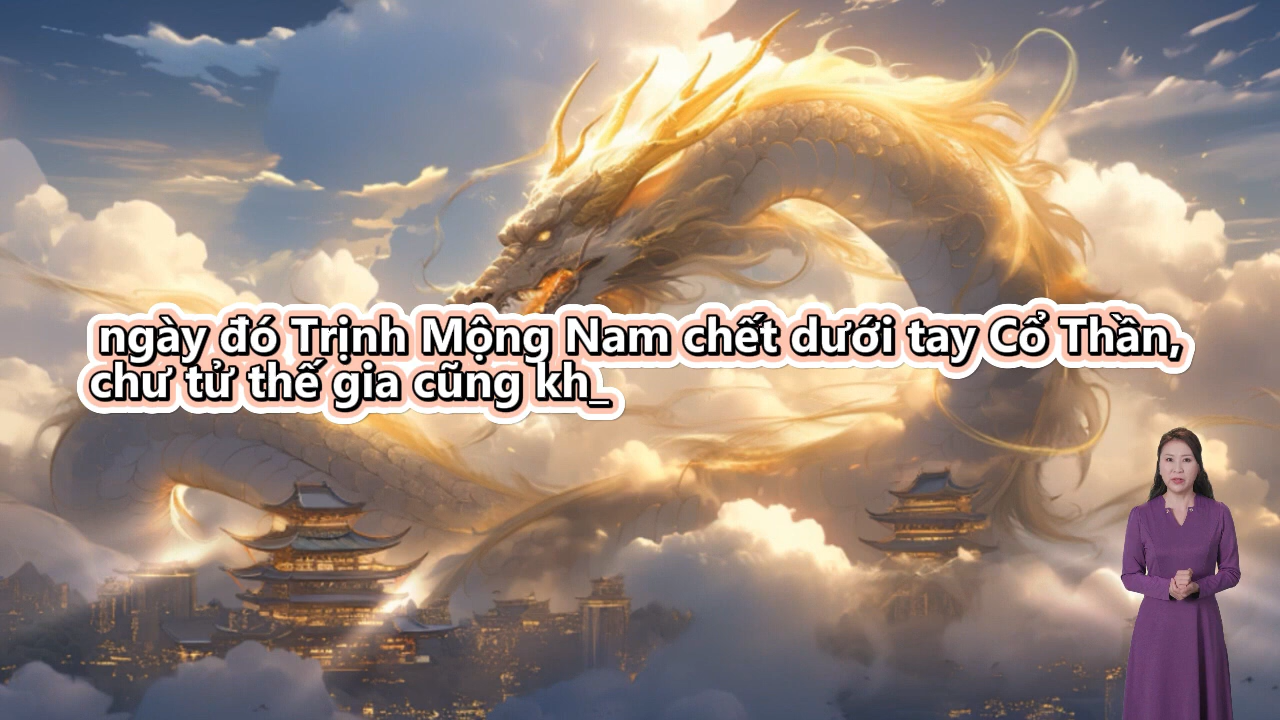 ngày đó Trịnh Mộng Nam chết dưới tay Cổ Thần,
chư tử thế gia cũng kh_